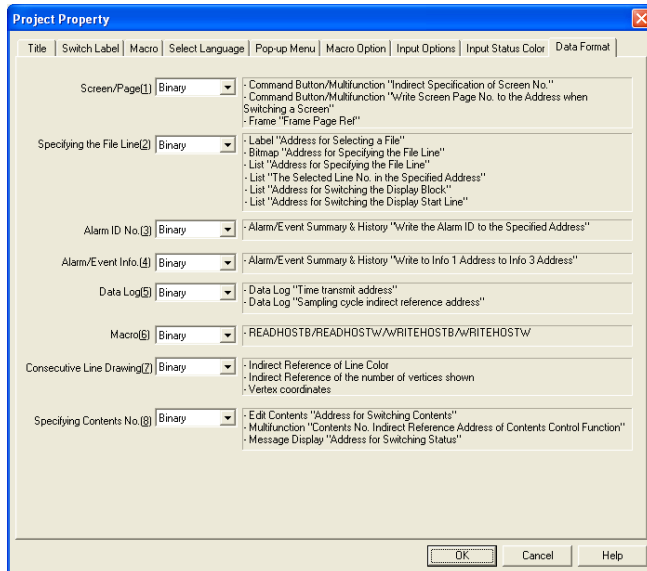 Project Property
Title
Switch Label
Macro
Select Language
Pop-up Menu
Macro Option
Input Options
Input Status Color
Data Format
Screen/Page(1)
Binary
- Command Button/Multifunction "Indirect Specification of Screen No."
- Command Button/Multifunction "Write Screen Page No. to the Address when
Switching a Screen"
- Frame "Frame Page Ref"
Specifying the File Line(2)
Binary
- Label "Address for Selecting a File"
- Bitmap "Address for Specifying the File Line"
- List "Address for Specifying the File Line"
- List "The Selected Line No. in the Specified Address"
- List "Address for Switching the Display Block"
- List "Address for Switching the Display Start Line"
Alarm ID No.(3)
Binary
- Alarm/Event Summary & History "Write the Alarm ID to the Specified Address"
Alarm/Event Info.(4)
Binary
- Alarm/Event Summary & History "Write to Info 1 Address to Info 3 Address"
Data Log(5)
Binary
- Data Log "Time transmit address"
- Data Log "Sampling cycle indirect reference address"
Macro(6)
Binary
- READHOSTB/READHOSTW/WRITEHOSTB/WRITEHOSTW
Consecutive Line Drawing(7)
Binary
- Indirect Reference of Line Color
- Indirect Reference of the number of vertices shown
- Vertex coordinates
Specifying Contents No.(8)
Binary
- Edit Contents "Address for Switching Contents"
- Multifunction "Contents No. Indirect Reference Address of Contents Control Function"
- Message Display "Address for Switching Status"
OK
Cancel
Help